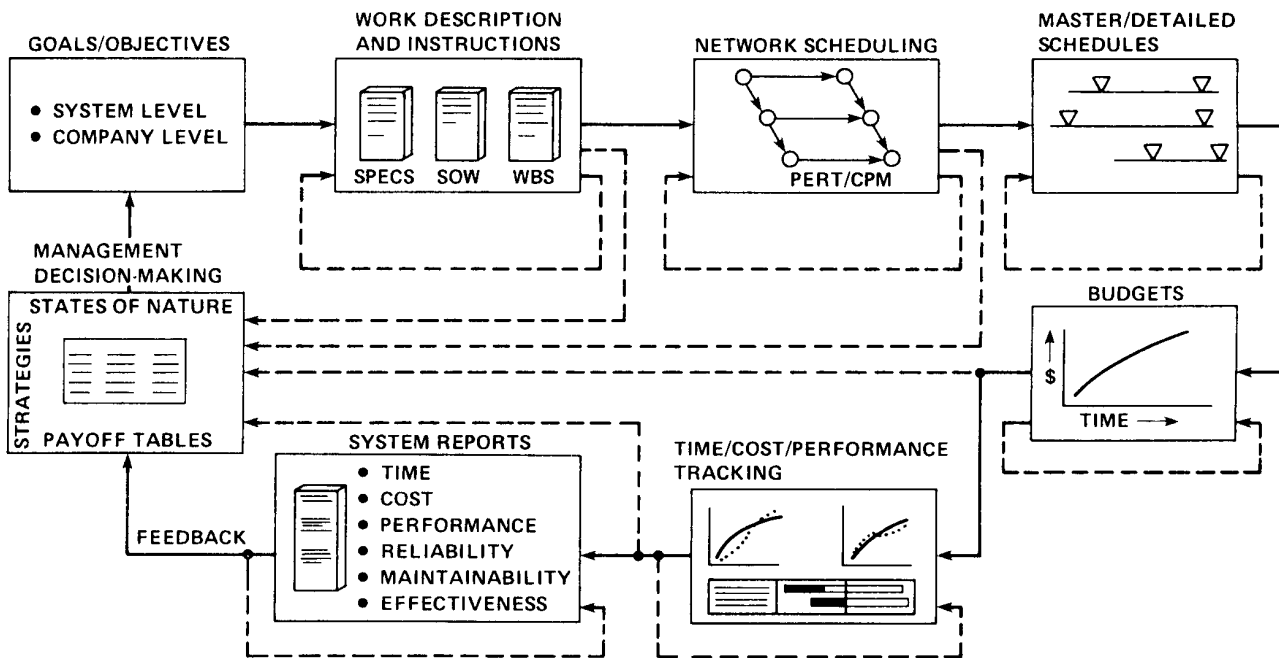 GOALS/OBJECTIVES
● SYSTEM LEVEL
● COMPANY LEVEL
WORK DESCRIPTION
AND INSTRUCTIONS
SPECS SOW WBS
NETWORK SCHEDULING
PERT/CPM
MASTER/DETAILED
SCHEDULES
MANAGEMENT
DECISION-MAKING
STATES OF NATURE
STRATEGIES
PAYOFF TABLES
BUDGETS
$
TIME
SYSTEM REPORTS
● TIME
● COST
● PERFORMANCE
● RELIABILITY
● MAINTAINABILITY
● EFFECTIVENESS
TIME/COST/PERFORMANCE
TRACKING
FEEDBACK